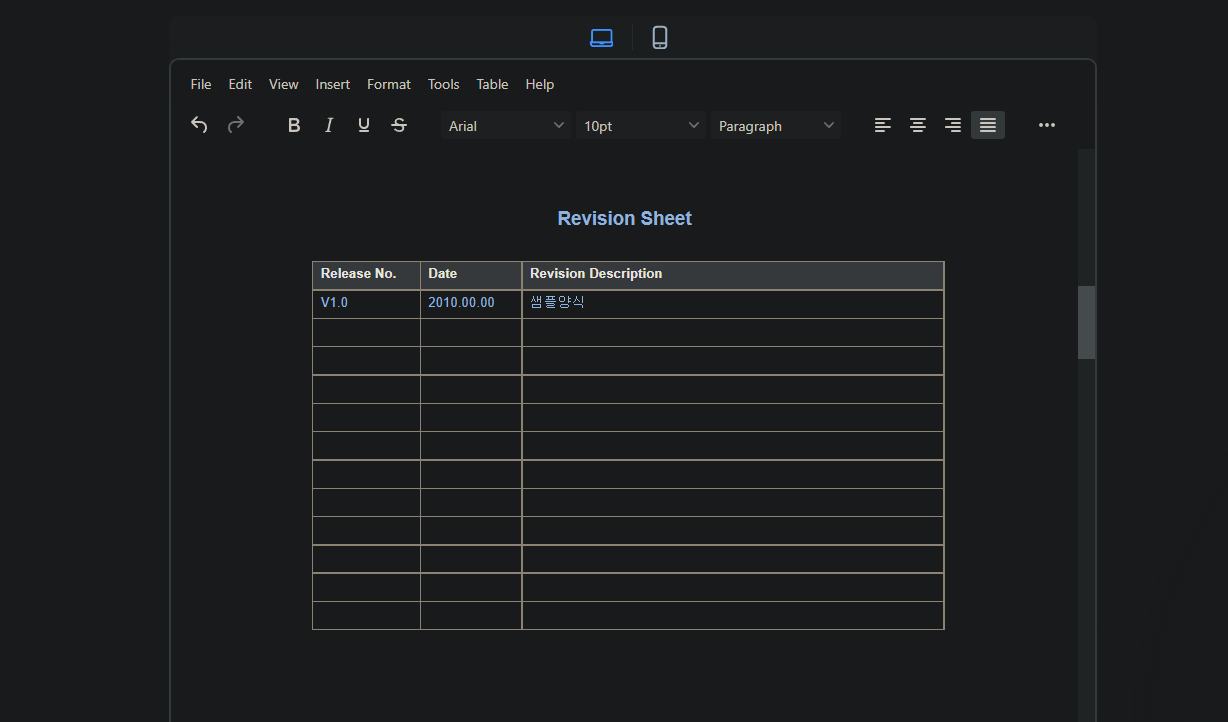 File Edit View Insert Format Tools Table Help
B I U S Arial 10pt Paragraph
Revision Sheet
Release No. Date Revision Description
V1.0 2010.00.00 샘플양식